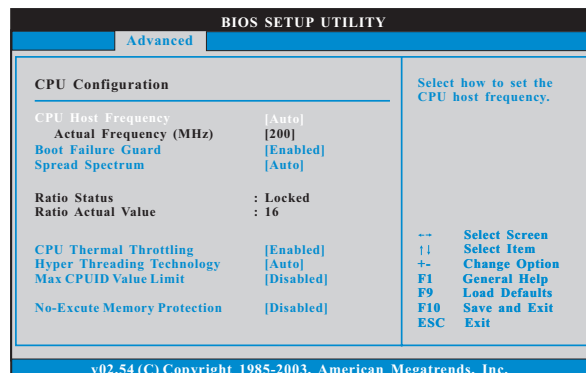 BIOS SETUP UTILITY
Advanced
CPU Configuration
CPU Host Frequency [Auto]
Actual Frequency (MHz) [200]
Boot Failure Guard [Enabled]
Spread Spectrum [Auto]
Ratio Status : Locked
Ratio Actual Value : 16
CPU Thermal Throttling [Enabled]
Hyper Threading Technology [Auto]
Max CPUID Value Limit [Disabled]
No-Excute Memory Protection [Disabled]
Select how to set the
CPU host frequency.
←→ Select Screen
↑↓ Select Item
+- Change Option
F1 General Help
F9 Load Defaults
F10 Save and Exit
ESC Exit
v02.54 (C) Copyright 1985-2003, American Megatrends, Inc.